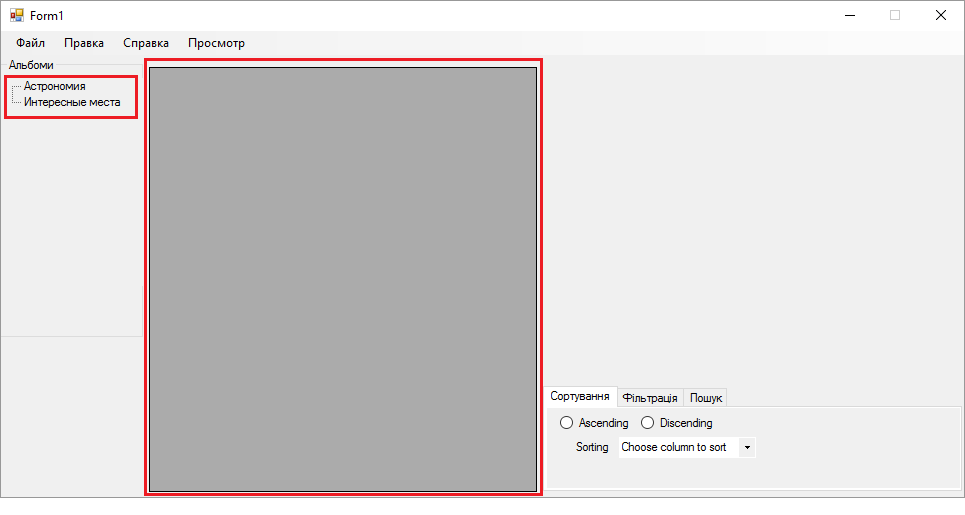 Form1
Файл Правка Справка Просмотр
Альбоми
Астрономия
Интересные места
Сортування Фільтрація Пошук
Ascending Discending
Sorting Choose column to sort